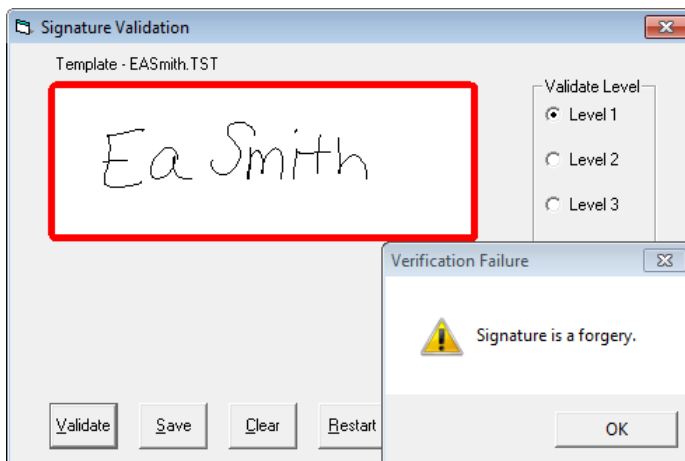 Signature Validation
Template - EASmith.TST
Validate Level
Ea Smith
Level 1
Level 2
Level 3
Verification Failure
Signature is a forgery.
Validate Save Clear Restart
OK